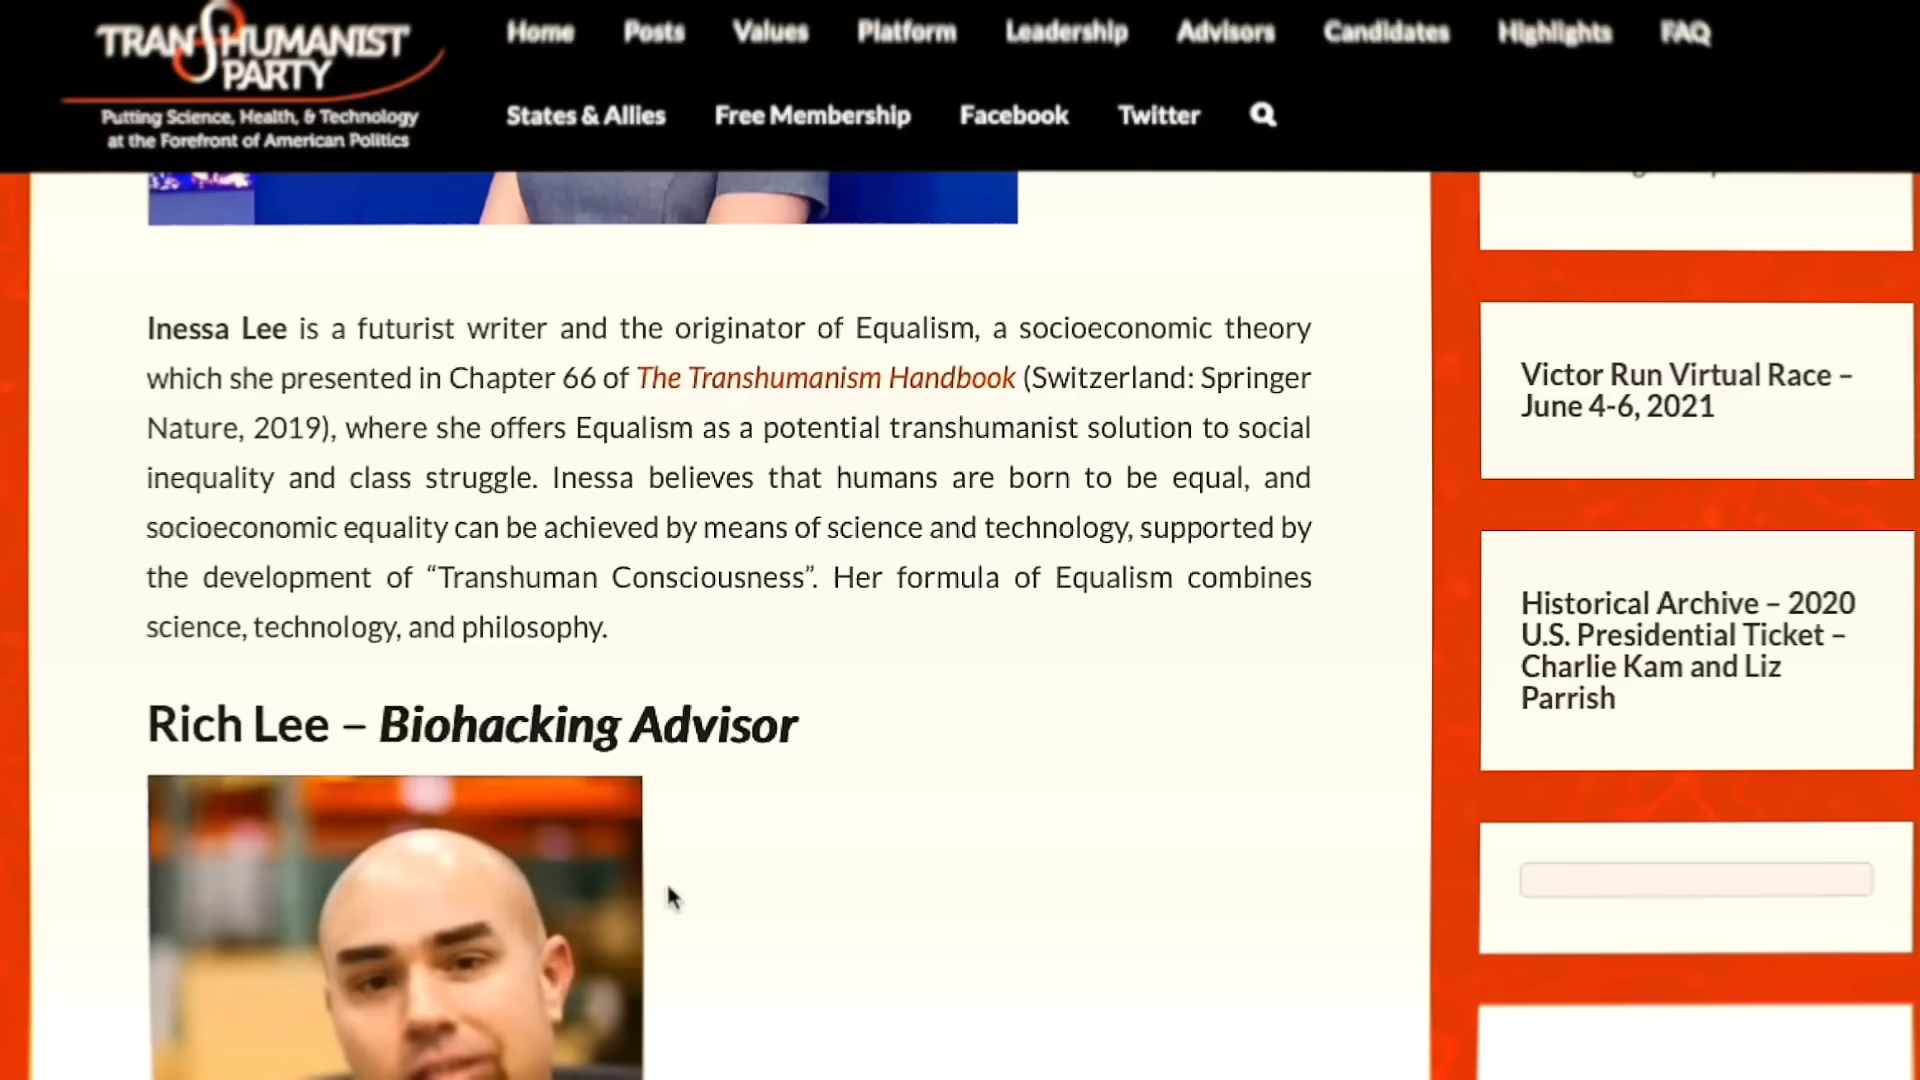 TRANSHUMANIST
PARTY
Putting Science, Health, & Technology
at the Forefront of American Politics
Home Posts Values Platform Leadership Advisors Candidates Highlights FAQ
States & Allies Free Membership Facebook Twitter
Inessa Lee is a futurist writer and the originator of Equalism, a socioeconomic theory
which she presented in Chapter 66 of The Transhumanism Handbook (Switzerland: Springer
Nature, 2019), where she offers Equalism as a potential transhumanist solution to social
inequality and class struggle. Inessa believes that humans are born to be equal, and
socioeconomic equality can be achieved by means of science and technology, supported by
the development of “Transhuman Consciousness”. Her formula of Equalism combines
science, technology, and philosophy.
Rich Lee – Biohacking Advisor
Victor Run Virtual Race –
June 4-6, 2021
Historical Archive – 2020
U.S. Presidential Ticket –
Charlie Kam and Liz
Parrish